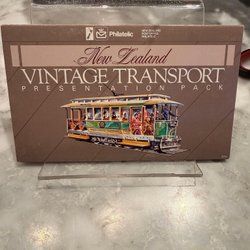 Philatelic
New Zealand
VINTAGE TRANSPORT
PRESENTATION PACK